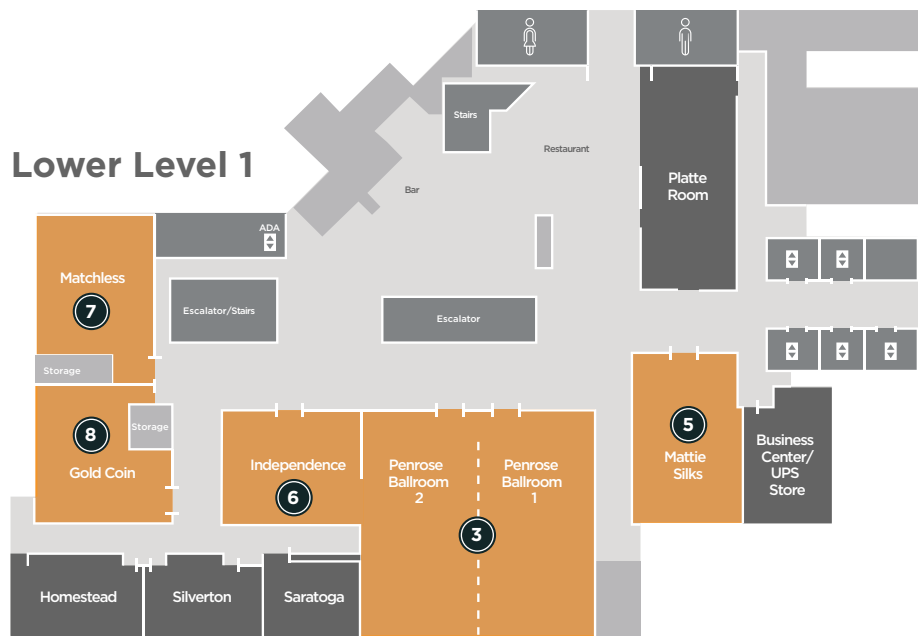 Stairs
Restaurant
Lower Level 1
Platte
Room
Bar
ADA
Matchless
7
Escalator/Stairs
Escalator
Storage
8
Storage
Gold Coin
5
Mattie
Silks
Business
Center/
UPS
Store
Independence
6
Penrose
Ballroom
2
Penrose
Ballroom
1
3
Homestead
Silverton
Saratoga